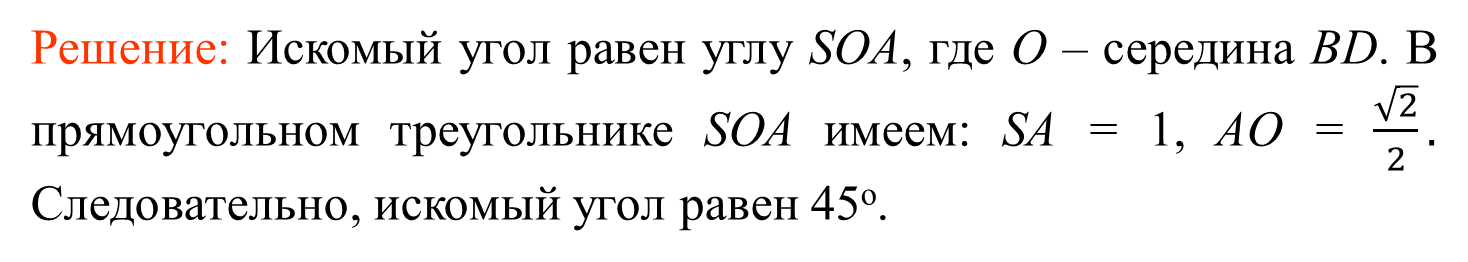 Решение: Искомый угол равен углу SOA, где O – середина BD. В
прямоугольном треугольнике SOA имеем: SA = 1, AO = √2/2.
Следовательно, искомый угол равен 45º.